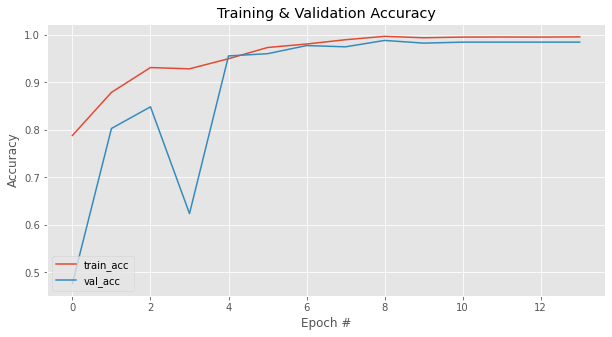 Training & Validation Accuracy
Accuracy
1.0
0.9
0.8
0.7
0.6
0.5
train_acc
val_acc
0 2 4 6 8 10 12
Epoch #